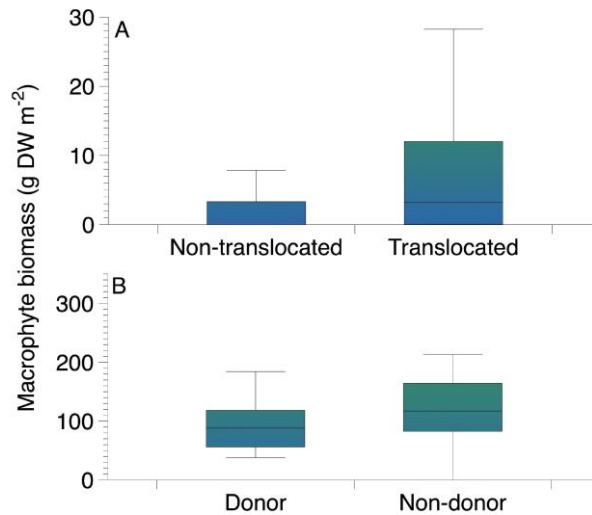 Macrophyte biomass (g DW m⁻²)
A
30
20
10
0
Non-translocated Translocated
B
300
200
100
0
Donor Non-donor